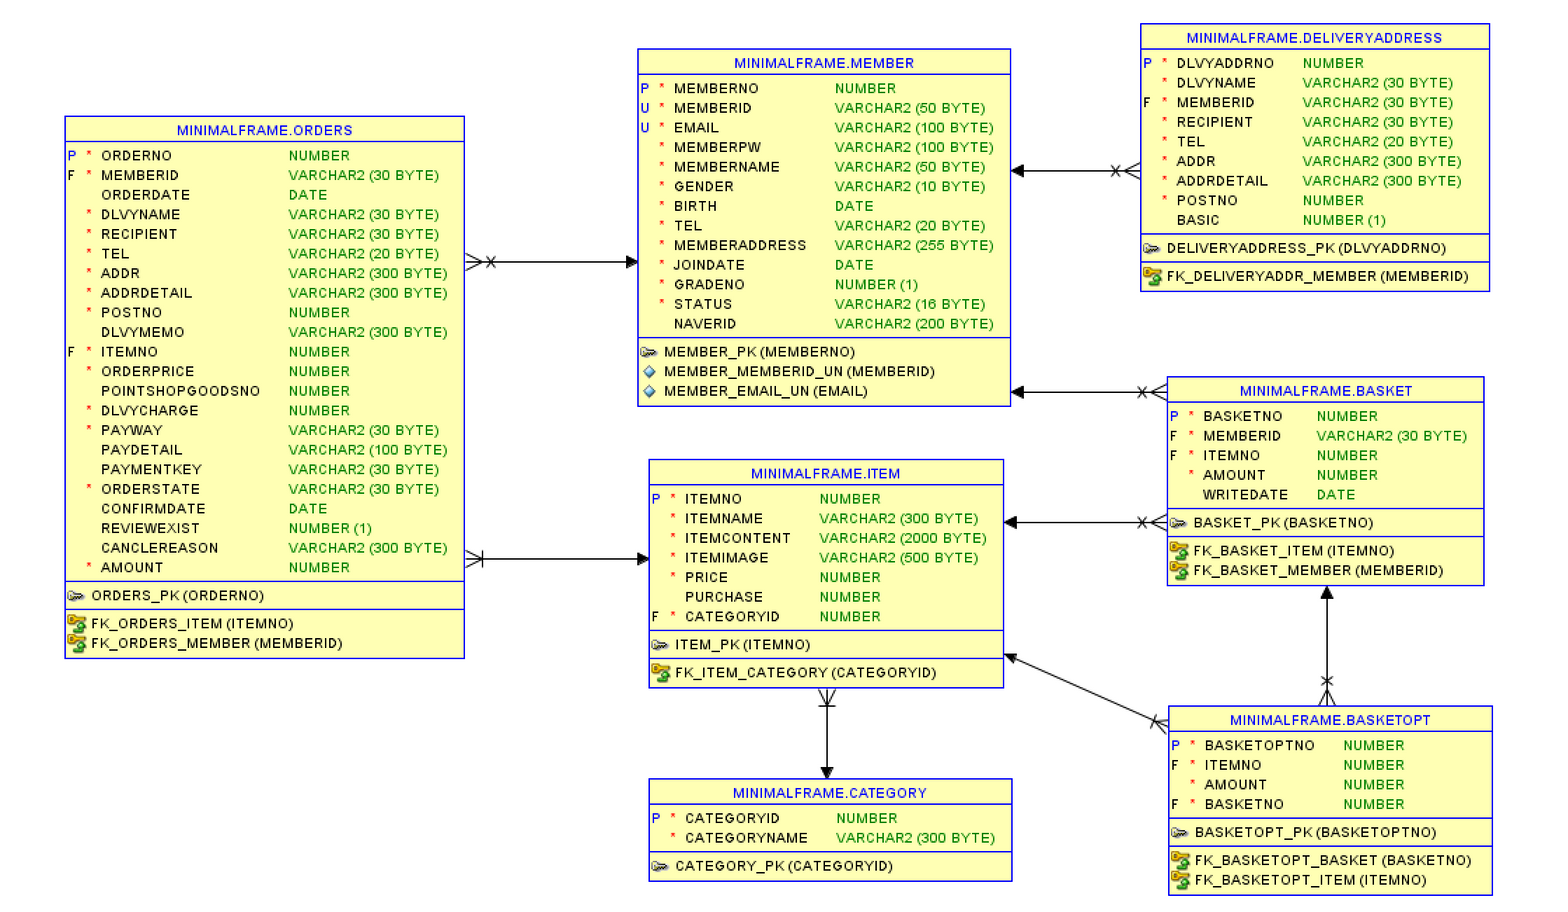 MINIMALFRAME.ORDERS
P * ORDERNO NUMBER
F * MEMBERID VARCHAR2 (30 BYTE)
ORDERDATE DATE
* DLVYNAME VARCHAR2 (30 BYTE)
* RECIPIENT VARCHAR2 (30 BYTE)
* TEL VARCHAR2 (20 BYTE)
* ADDR VARCHAR2 (300 BYTE)
* ADDRDETAIL VARCHAR2 (300 BYTE)
* POSTNO NUMBER
DLVYMEMO VARCHAR2 (300 BYTE)
F * ITEMNO NUMBER
* ORDERPRICE NUMBER
POINTSHOPGOODSNO NUMBER
* DLVYCHARGE NUMBER
* PAYWAY VARCHAR2 (30 BYTE)
PAYDETAIL VARCHAR2 (100 BYTE)
PAYMENTKEY VARCHAR2 (30 BYTE)
* ORDERSTATE VARCHAR2 (30 BYTE)
CONFIRMDATE DATE
REVIEWEXIST NUMBER (1)
CANCLEREASON VARCHAR2 (300 BYTE)
* AMOUNT NUMBER
ORDERS_PK (ORDERNO)
FK_ORDERS_ITEM (ITEMNO)
FK_ORDERS_MEMBER (MEMBERID)
MINIMALFRAME.MEMBER
P * MEMBERNO NUMBER
U * MEMBERID VARCHAR2 (50 BYTE)
U * EMAIL VARCHAR2 (100 BYTE)
* MEMBERPW VARCHAR2 (100 BYTE)
* MEMBERNAME VARCHAR2 (50 BYTE)
* GENDER VARCHAR2 (10 BYTE)
* BIRTH DATE
* TEL VARCHAR2 (20 BYTE)
* MEMBERADDRESS VARCHAR2 (255 BYTE)
* JOINDATE DATE
* GRADENO NUMBER (1)
* STATUS VARCHAR2 (16 BYTE)
NAVERID VARCHAR2 (200 BYTE)
MEMBER_PK (MEMBERNO)
MEMBER_MEMBERID_UN (MEMBERID)
MEMBER_EMAIL_UN (EMAIL)
MINIMALFRAME.DELIVERYADDRESS
P * DLVYADDRNO NUMBER
* DLVYNAME VARCHAR2 (30 BYTE)
F * MEMBERID VARCHAR2 (30 BYTE)
* RECIPIENT VARCHAR2 (30 BYTE)
* TEL VARCHAR2 (20 BYTE)
* ADDR VARCHAR2 (300 BYTE)
* ADDRDETAIL VARCHAR2 (300 BYTE)
* POSTNO NUMBER
BASIC NUMBER (1)
DELIVERYADDRESS_PK (DLVYADDRNO)
FK_DELIVERYADDR_MEMBER (MEMBERID)
MINIMALFRAME.BASKET
P * BASKETNO NUMBER
F * MEMBERID VARCHAR2 (30 BYTE)
F * ITEMNO NUMBER
* AMOUNT NUMBER
WRITEDATE DATE
BASKET_PK (BASKETNO)
FK_BASKET_ITEM (ITEMNO)
FK_BASKET_MEMBER (MEMBERID)
MINIMALFRAME.ITEM
P * ITEMNO NUMBER
* ITEMNAME VARCHAR2 (300 BYTE)
* ITEMCONTENT VARCHAR2 (2000 BYTE)
* ITEMIMAGE VARCHAR2 (500 BYTE)
* PRICE NUMBER
PURCHASE NUMBER
F * CATEGORYID NUMBER
ITEM_PK (ITEMNO)
FK_ITEM_CATEGORY (CATEGORYID)
MINIMALFRAME.CATEGORY
P * CATEGORYID NUMBER
* CATEGORYNAME VARCHAR2 (300 BYTE)
CATEGORY_PK (CATEGORYID)
MINIMALFRAME.BASKETOPT
P * BASKETOPTNO NUMBER
F * ITEMNO NUMBER
* AMOUNT NUMBER
F * BASKETNO NUMBER
BASKETOPT_PK (BASKETOPTNO)
FK_BASKETOPT_BASKET (BASKETNO)
FK_BASKETOPT_ITEM (ITEMNO)